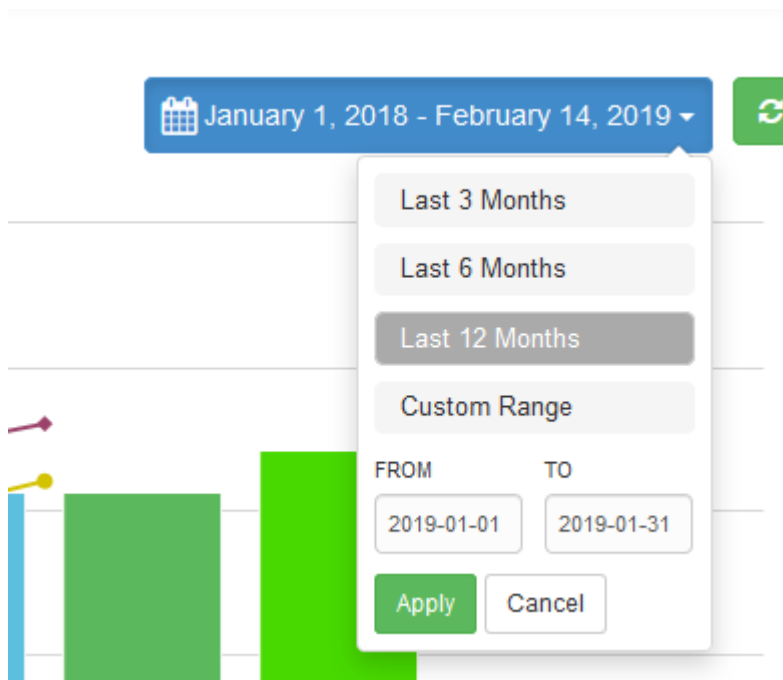 January 1, 2018 - February 14, 2019
Last 3 Months
Last 6 Months
Last 12 Months
Custom Range
FROM TO
2019-01-01 2019-01-31
Apply Cancel